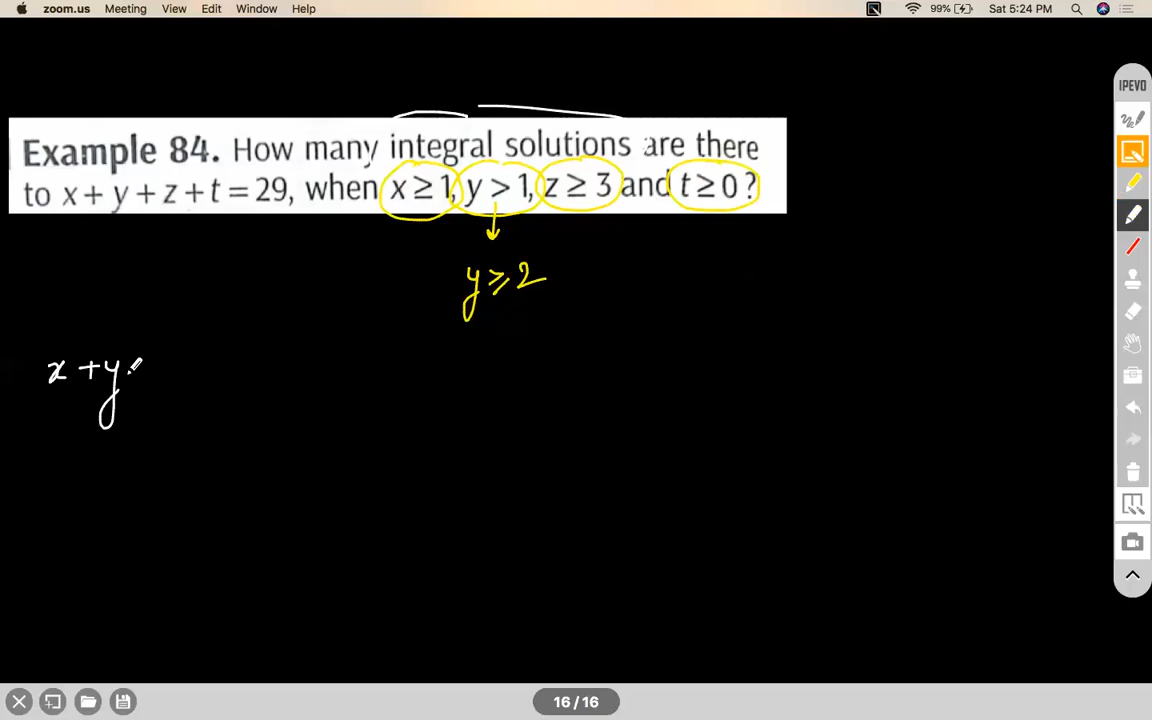 zoom.us Meeting View Edit Window Help 99% Sat 5:24 PM
IPEVO
Example 84. How many integral solutions are there
to x + y + z + t = 29, when x ≥ 1, y > 1, z ≥ 3 and t ≥ 0 ?
y ≥ 2
x + y
16 / 16